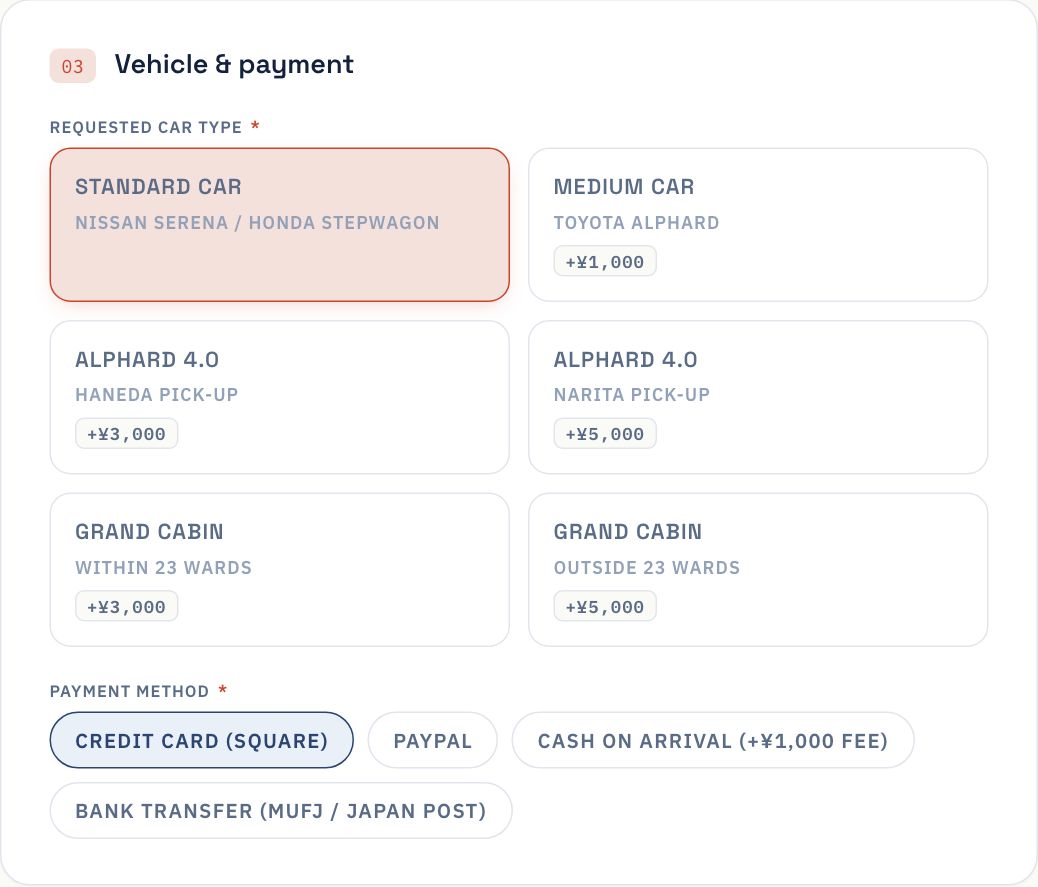 03
Vehicle & payment
REQUESTED CAR TYPE *
STANDARD CAR
NISSAN SERENA / HONDA STEPWAGON
MEDIUM CAR
TOYOTA ALPHARD
+¥1,000
ALPHARD 4.0
HANEDA PICK-UP
+¥3,000
ALPHARD 4.0
NARITA PICK-UP
+¥5,000
GRAND CABIN
WITHIN 23 WARDS
+¥3,000
GRAND CABIN
OUTSIDE 23 WARDS
+¥5,000
PAYMENT METHOD *
CREDIT CARD (SQUARE)
PAYPAL
CASH ON ARRIVAL (+¥1,000 FEE)
BANK TRANSFER (MUFJ / JAPAN POST)